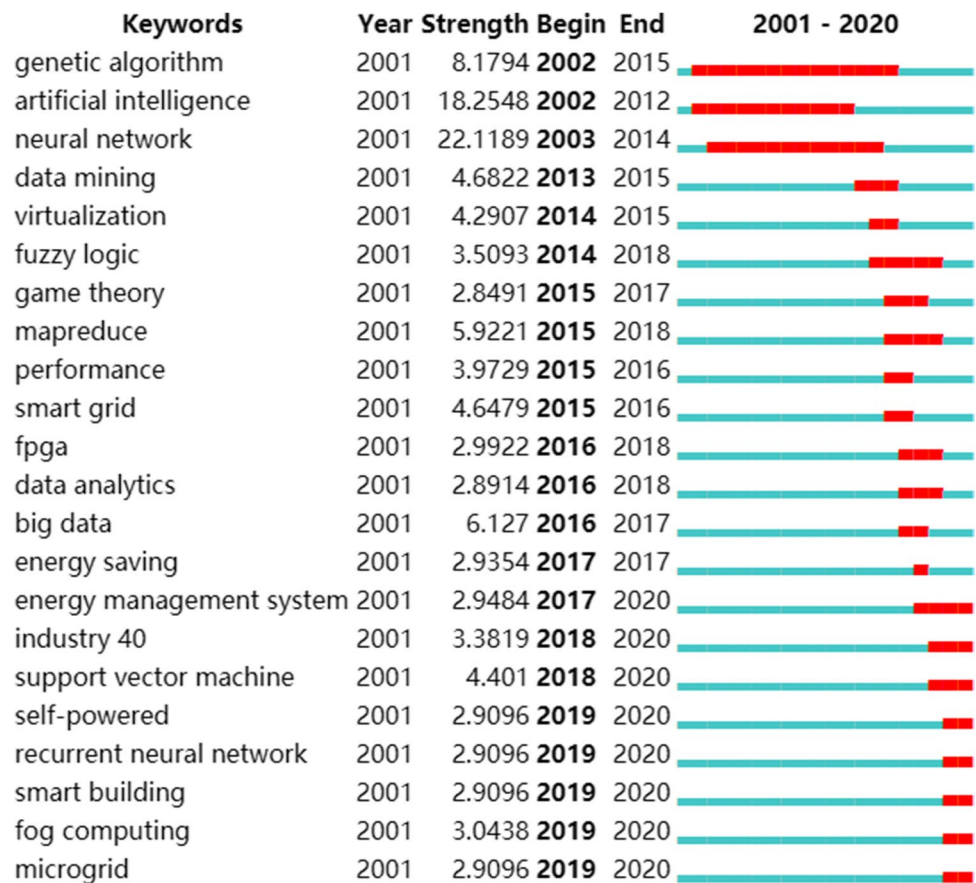 Keywords Year Strength Begin End 2001 - 2020
genetic algorithm 2001 8.1794 2002 2015
artificial intelligence 2001 18.2548 2002 2012
neural network 2001 22.1189 2003 2014
data mining 2001 4.6822 2013 2015
virtualization 2001 4.2907 2014 2015
fuzzy logic 2001 3.5093 2014 2018
game theory 2001 2.8491 2015 2017
mapreduce 2001 5.9221 2015 2018
performance 2001 3.9729 2015 2016
smart grid 2001 4.6479 2015 2016
fpga 2001 2.9922 2016 2018
data analytics 2001 2.8914 2016 2018
big data 2001 6.127 2016 2017
energy saving 2001 2.9354 2017 2017
energy management system 2001 2.9484 2017 2020
industry 40 2001 3.3819 2018 2020
support vector machine 2001 4.401 2018 2020
self-powered 2001 2.9096 2019 2020
recurrent neural network 2001 2.9096 2019 2020
smart building 2001 2.9096 2019 2020
fog computing 2001 3.0438 2019 2020
microgrid 2001 2.9096 2019 2020